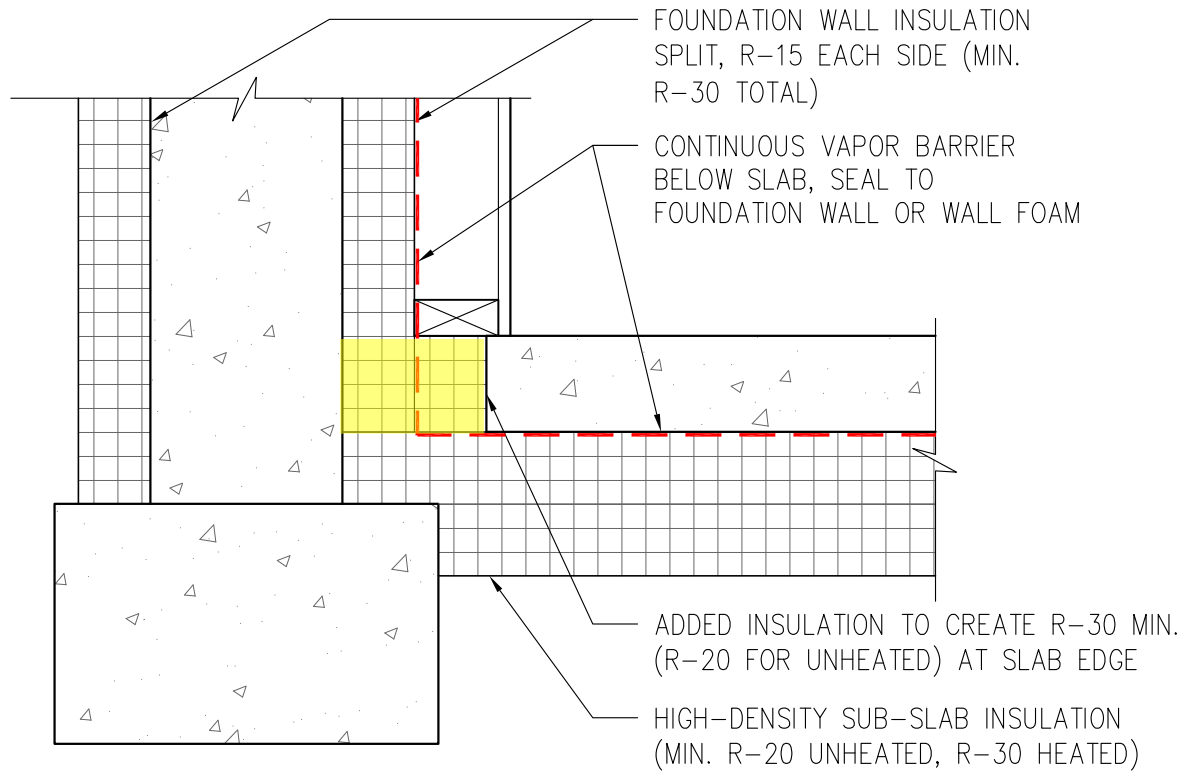 FOUNDATION WALL INSULATION
SPLIT, R-15 EACH SIDE (MIN.
R-30 TOTAL)
CONTINUOUS VAPOR BARRIER
BELOW SLAB, SEAL TO
FOUNDATION WALL OR WALL FOAM
ADDED INSULATION TO CREATE R-30 MIN.
(R-20 FOR UNHEATED) AT SLAB EDGE
HIGH-DENSITY SUB-SLAB INSULATION
(MIN. R-20 UNHEATED, R-30 HEATED)